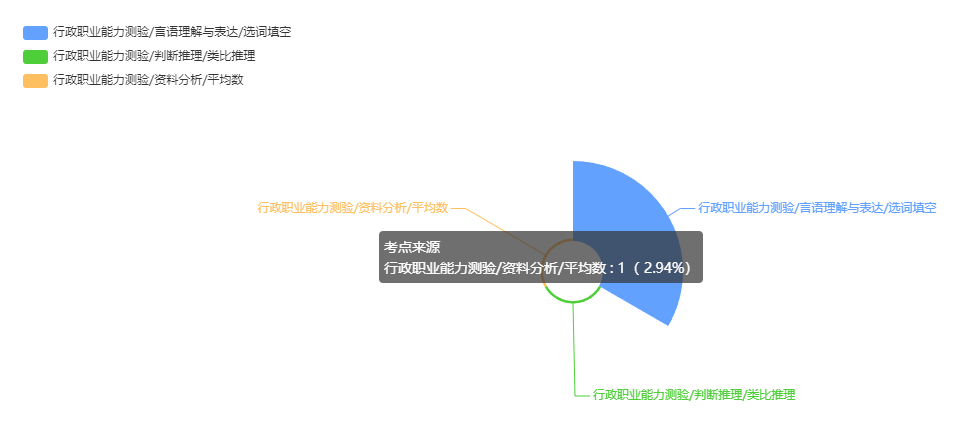 行政职业能力测验/言语理解与表达/选词填空
行政职业能力测验/判断推理/类比推理
行政职业能力测验/资料分析/平均数
行政职业能力测验/资料分析/平均数
行政职业能力测验/言语理解与表达/选词填空
考点来源
行政职业能力测验/资料分析/平均数 : 1（ 2.94%）
行政职业能力测验/判断推理/类比推理